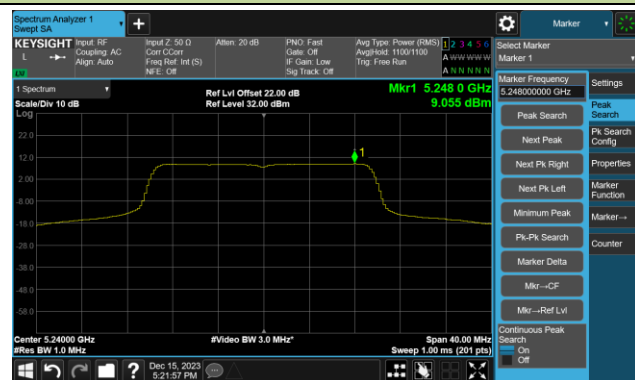 Spectrum Analyzer 1
Swept SA
Marker
KEYSIGHT
L
Input: RF
Coupling: AC
Align: Auto
Input Z: 50 Ω
Corr CCorr
Freq Ref: Int (S)
NFE: Off
Atten: 20 dB
PNO: Fast
Gate: Off
IF Gain: Low
Sig Track: Off
Avg Type: Power (RMS)
Avg|Hold: 1100/1100
Trig: Free Run
1 2 3 4 5 6
A W W W W W
A N N N N N
Select Marker
Marker 1
1 Spectrum
Scale/Div 10 dB
Log
Ref Lvl Offset 22.00 dB
Ref Level 32.00 dBm
Mkr1 5.248 0 GHz
9.055 dBm
22.0
12.0
2.00
-8.00
-18.0
-28.0
-38.0
-48.0
-58.0
1
Center 5.24000 GHz
#Res BW 1.0 MHz
#Video BW 3.0 MHz*
Span 40.00 MHz
Sweep 1.00 ms (201 pts)
Marker Frequency
5.248000000 GHz
Peak Search
Next Peak
Next Pk Right
Next Pk Left
Minimum Peak
Pk-Pk Search
Marker Delta
Mkr→CF
Mkr→Ref Lvl
Continuous Peak
Search
On
Off
Settings
Peak
Search
Pk Search
Config
Properties
Marker
Function
Marker→
Counter
?
Dec 15, 2023
5:21:57 PM